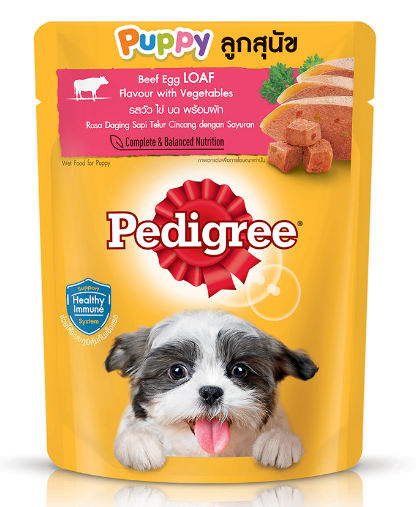 Puppy ลูกสุนัข
Beef Egg LOAF
Flavour with Vegetables
รสวัว ไข่ บด พร้อมผัก
Rasa Daging Sapi Telur Cincang dengan Sayuran
Complete & Balanced Nutrition
Wet Food for Puppy
Pedigree®
Support
Healthy
Immune
System